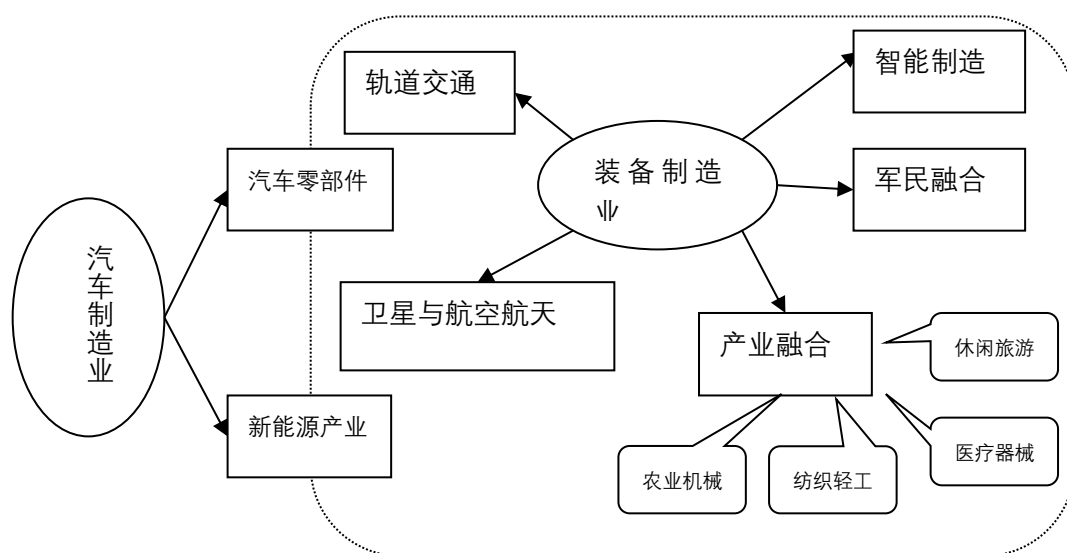 智能制造
轨道交通
装备制造
业
汽车零部件
军民融合
汽
车
制
造
业
卫星与航空航天
产业融合
休闲旅游
新能源产业
医疗器械
农业机械
纺织轻工